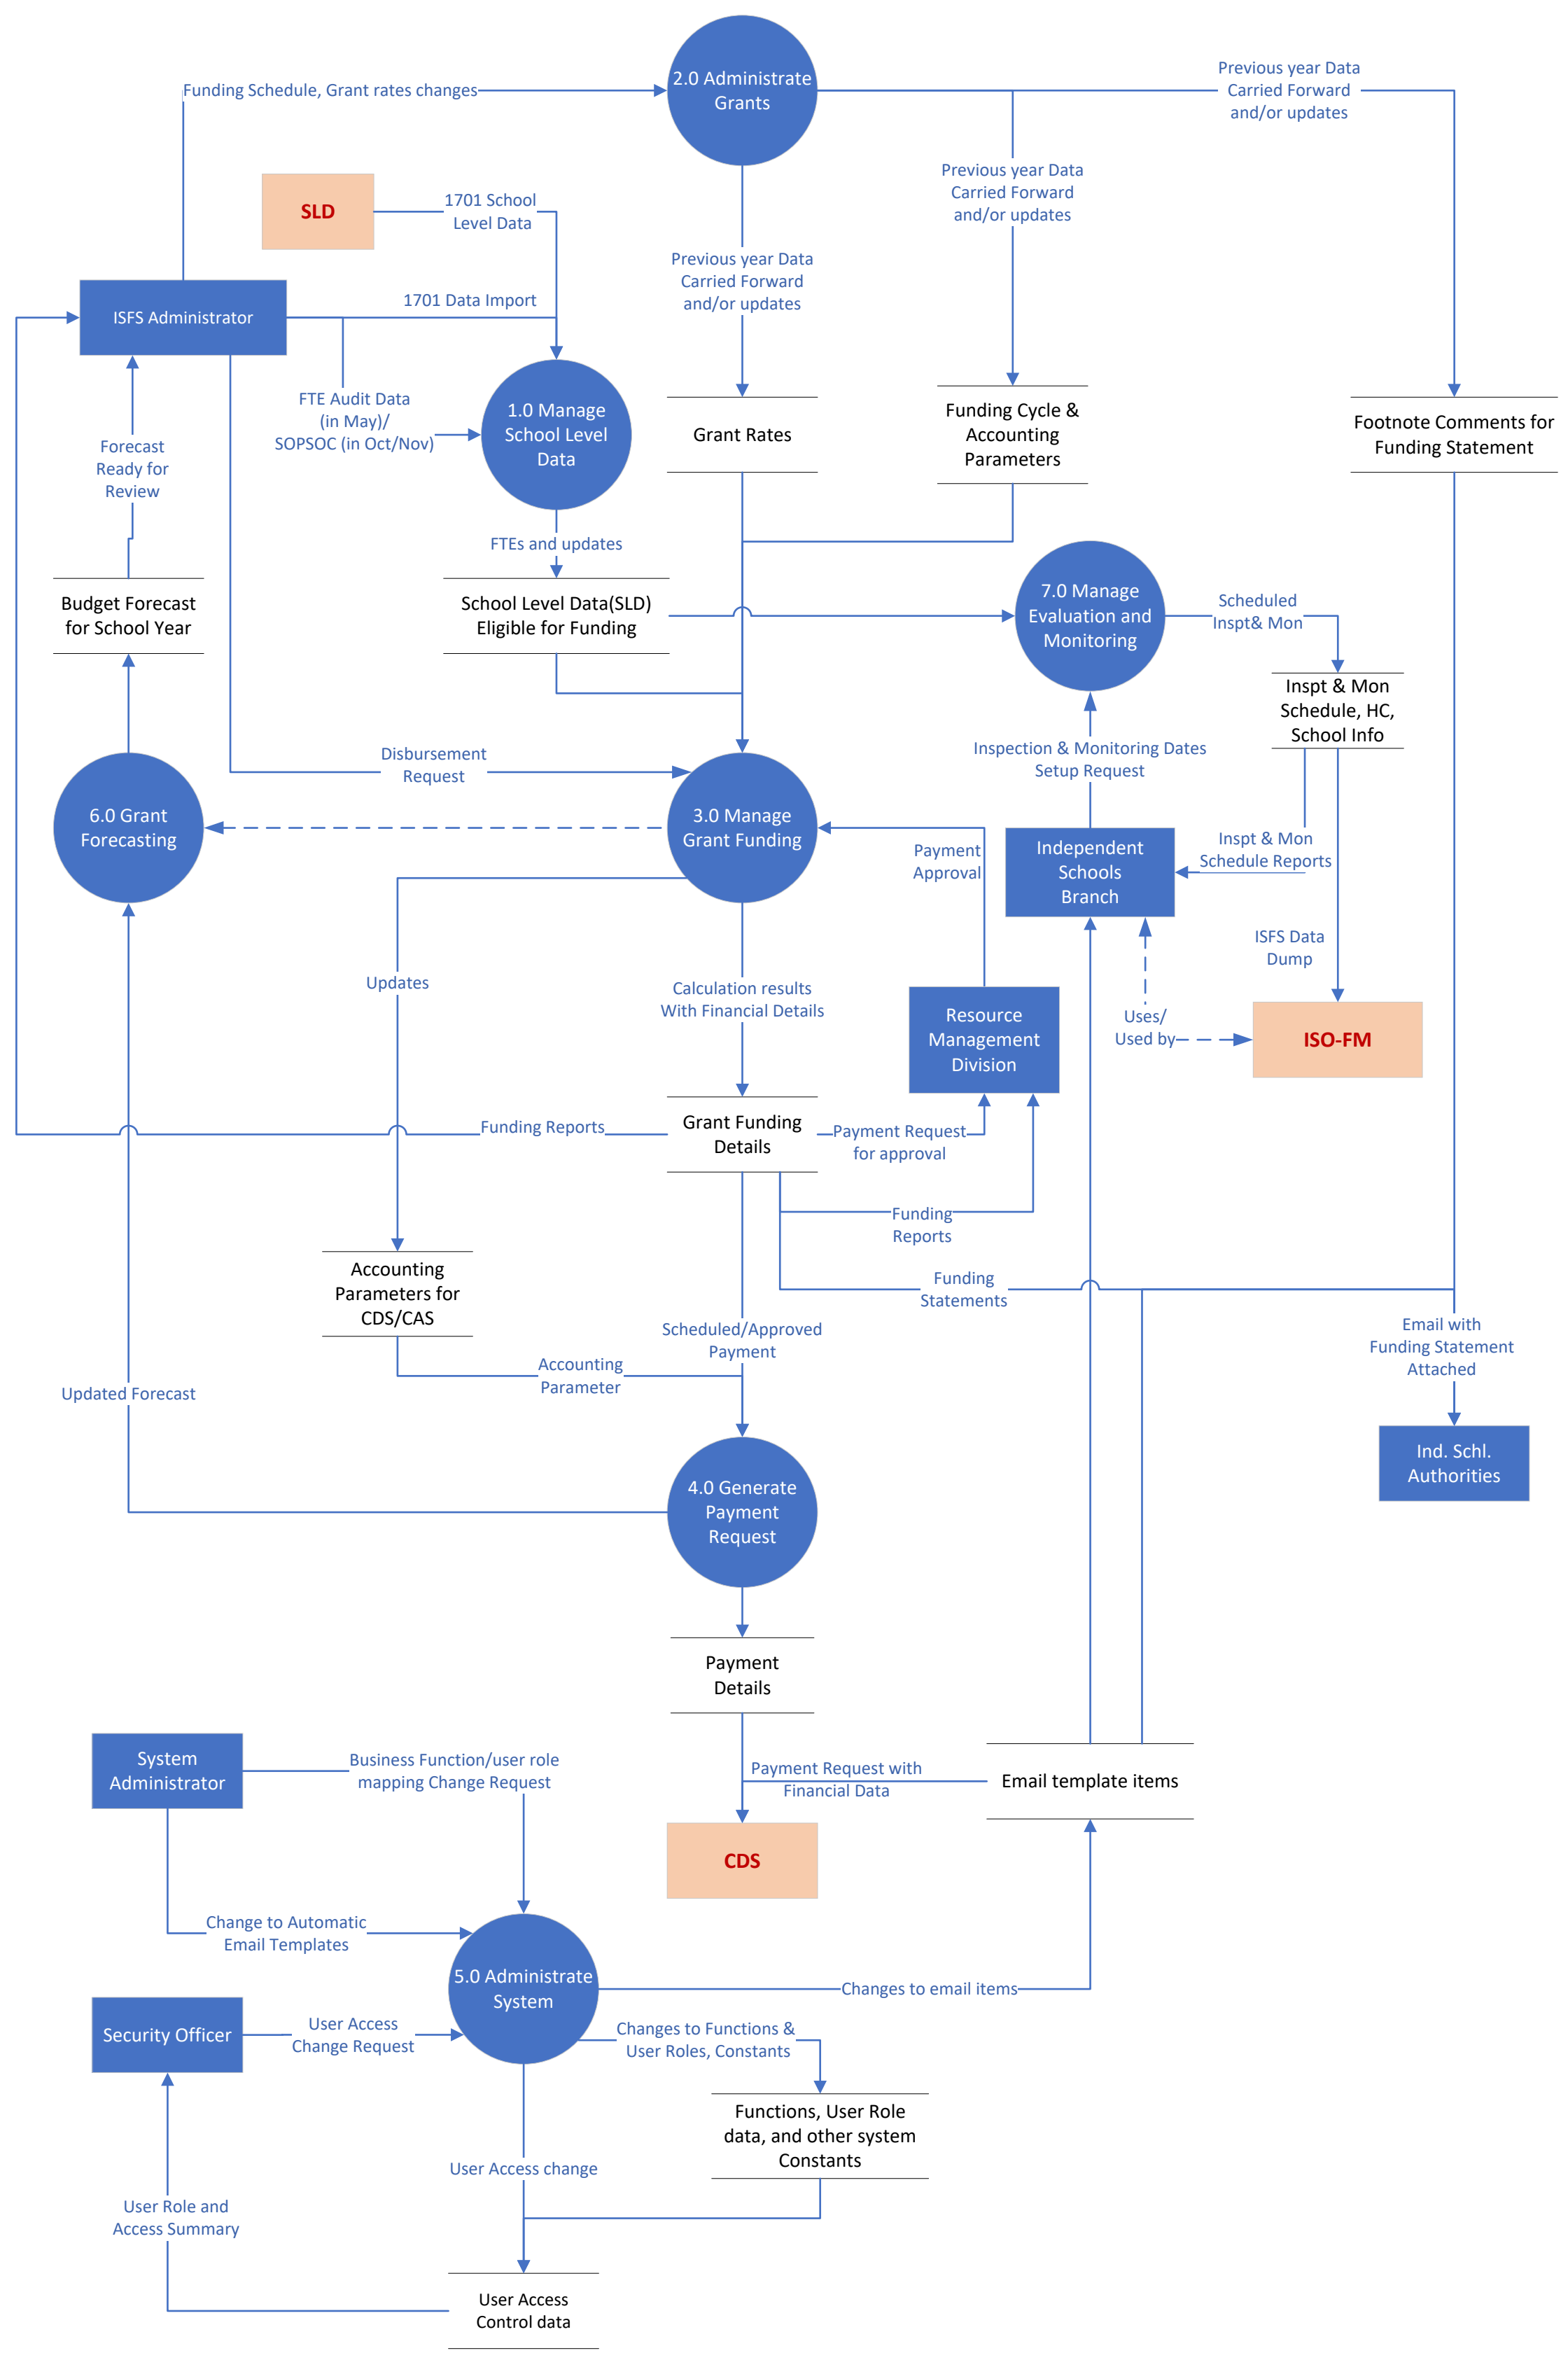 2.0 Administrate
Grants
Funding Schedule, Grant rates changes
Previous year Data
Carried Forward
and/or updates
Previous year Data
Carried Forward
and/or updates
SLD
1701 School
Level Data
Previous year Data
Carried Forward
and/or updates
ISFS Administrator
1701 Data Import
FTE Audit Data
(in May)/
SOPSOC (in Oct/Nov)
1.0 Manage
School Level
Data
Grant Rates
Funding Cycle &
Accounting
Parameters
Footnote Comments for
Funding Statement
Forecast
Ready for
Review
FTEs and updates
Budget Forecast
for School Year
School Level Data(SLD)
Eligible for Funding
7.0 Manage
Evaluation and
Monitoring
Scheduled
Inspt& Mon
Inspt & Mon
Schedule, HC,
School Info
Disbursement
Request
Inspection & Monitoring Dates
Setup Request
6.0 Grant
Forecasting
3.0 Manage
Grant Funding
Payment
Approval
Independent
Schools
Branch
Inspt & Mon
Schedule Reports
ISFS Data
Dump
Updates
Calculation results
With Financial Details
Resource
Management
Division
Uses/
Used by
ISO-FM
Funding Reports
Grant Funding
Details
Payment Request
for approval
Funding
Reports
Accounting
Parameters for
CDS/CAS
Funding
Statements
Scheduled/Approved
Payment
Email with
Funding Statement
Attached
Accounting
Parameter
Updated Forecast
Ind. Schl.
Authorities
4.0 Generate
Payment
Request
Payment
Details
System
Administrator
Business Function/user role
mapping Change Request
Payment Request with
Financial Data
Email template items
CDS
Change to Automatic
Email Templates
5.0 Administrate
System
Changes to email items
Security Officer
User Access
Change Request
Changes to Functions &
User Roles, Constants
Functions, User Role
data, and other system
Constants
User Access change
User Role and
Access Summary
User Access
Control data